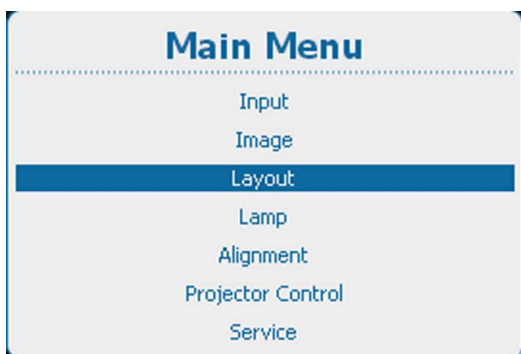 Main Menu
Input
Image
Layout
Lamp
Alignment
Projector Control
Service